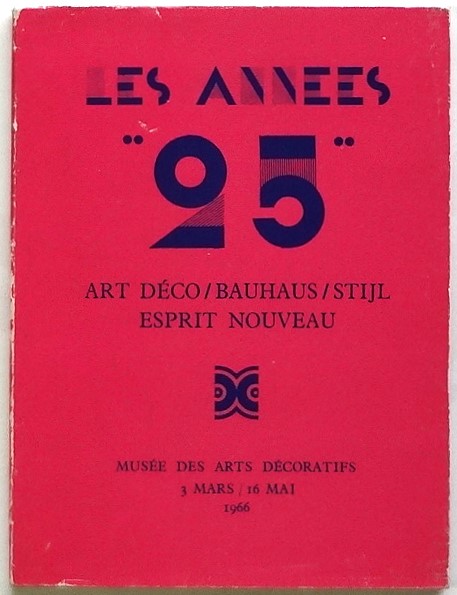 LES ANNEES
"25"
ART DÉCO/BAUHAUS/STIJL
ESPRIT NOUVEAU
MUSÉE DES ARTS DÉCORATIFS
3 MARS/16 MAI
1966